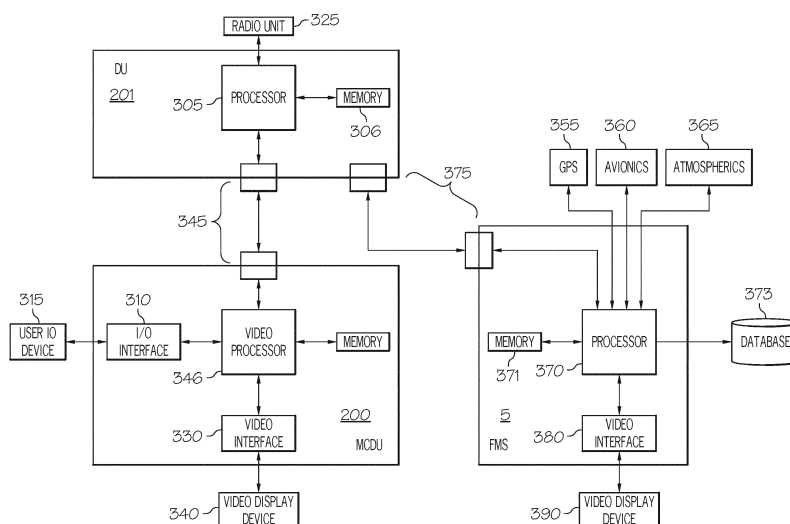 RADIO UNIT
325
DU
201
305
PROCESSOR
MEMORY
306
345
375
355
GPS
360
AVIONICS
365
ATMOSPHERICS
315
USER IO
DEVICE
310
I/O
INTERFACE
VIDEO
PROCESSOR
346
MEMORY
330
VIDEO
INTERFACE
200
MCDU
340
VIDEO DISPLAY
DEVICE
MEMORY
371
PROCESSOR
370
373
DATABASE
5
FMS
380
VIDEO
INTERFACE
390
VIDEO DISPLAY
DEVICE